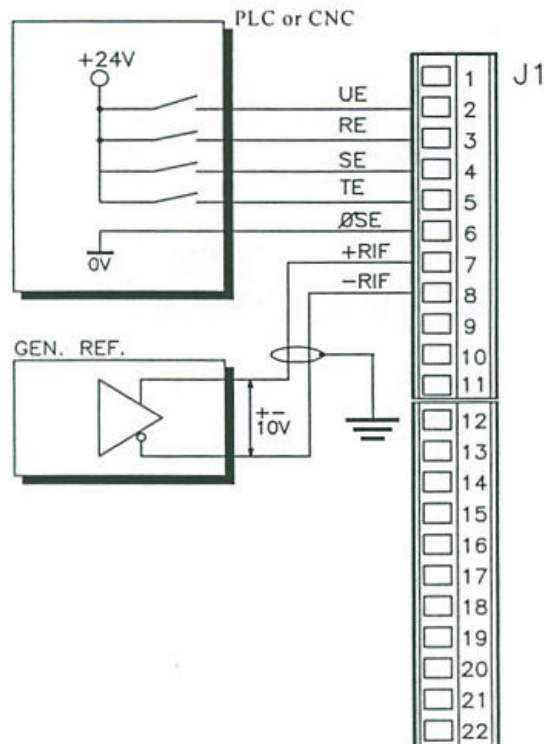 PLC or CNC
+24V
UE
RE
SE
TE
ØSE
0V
+RIF
-RIF
GEN. REF.
+-
10V
J1
1
2
3
4
5
6
7
8
9
10
11
12
13
14
15
16
17
18
19
20
21
22